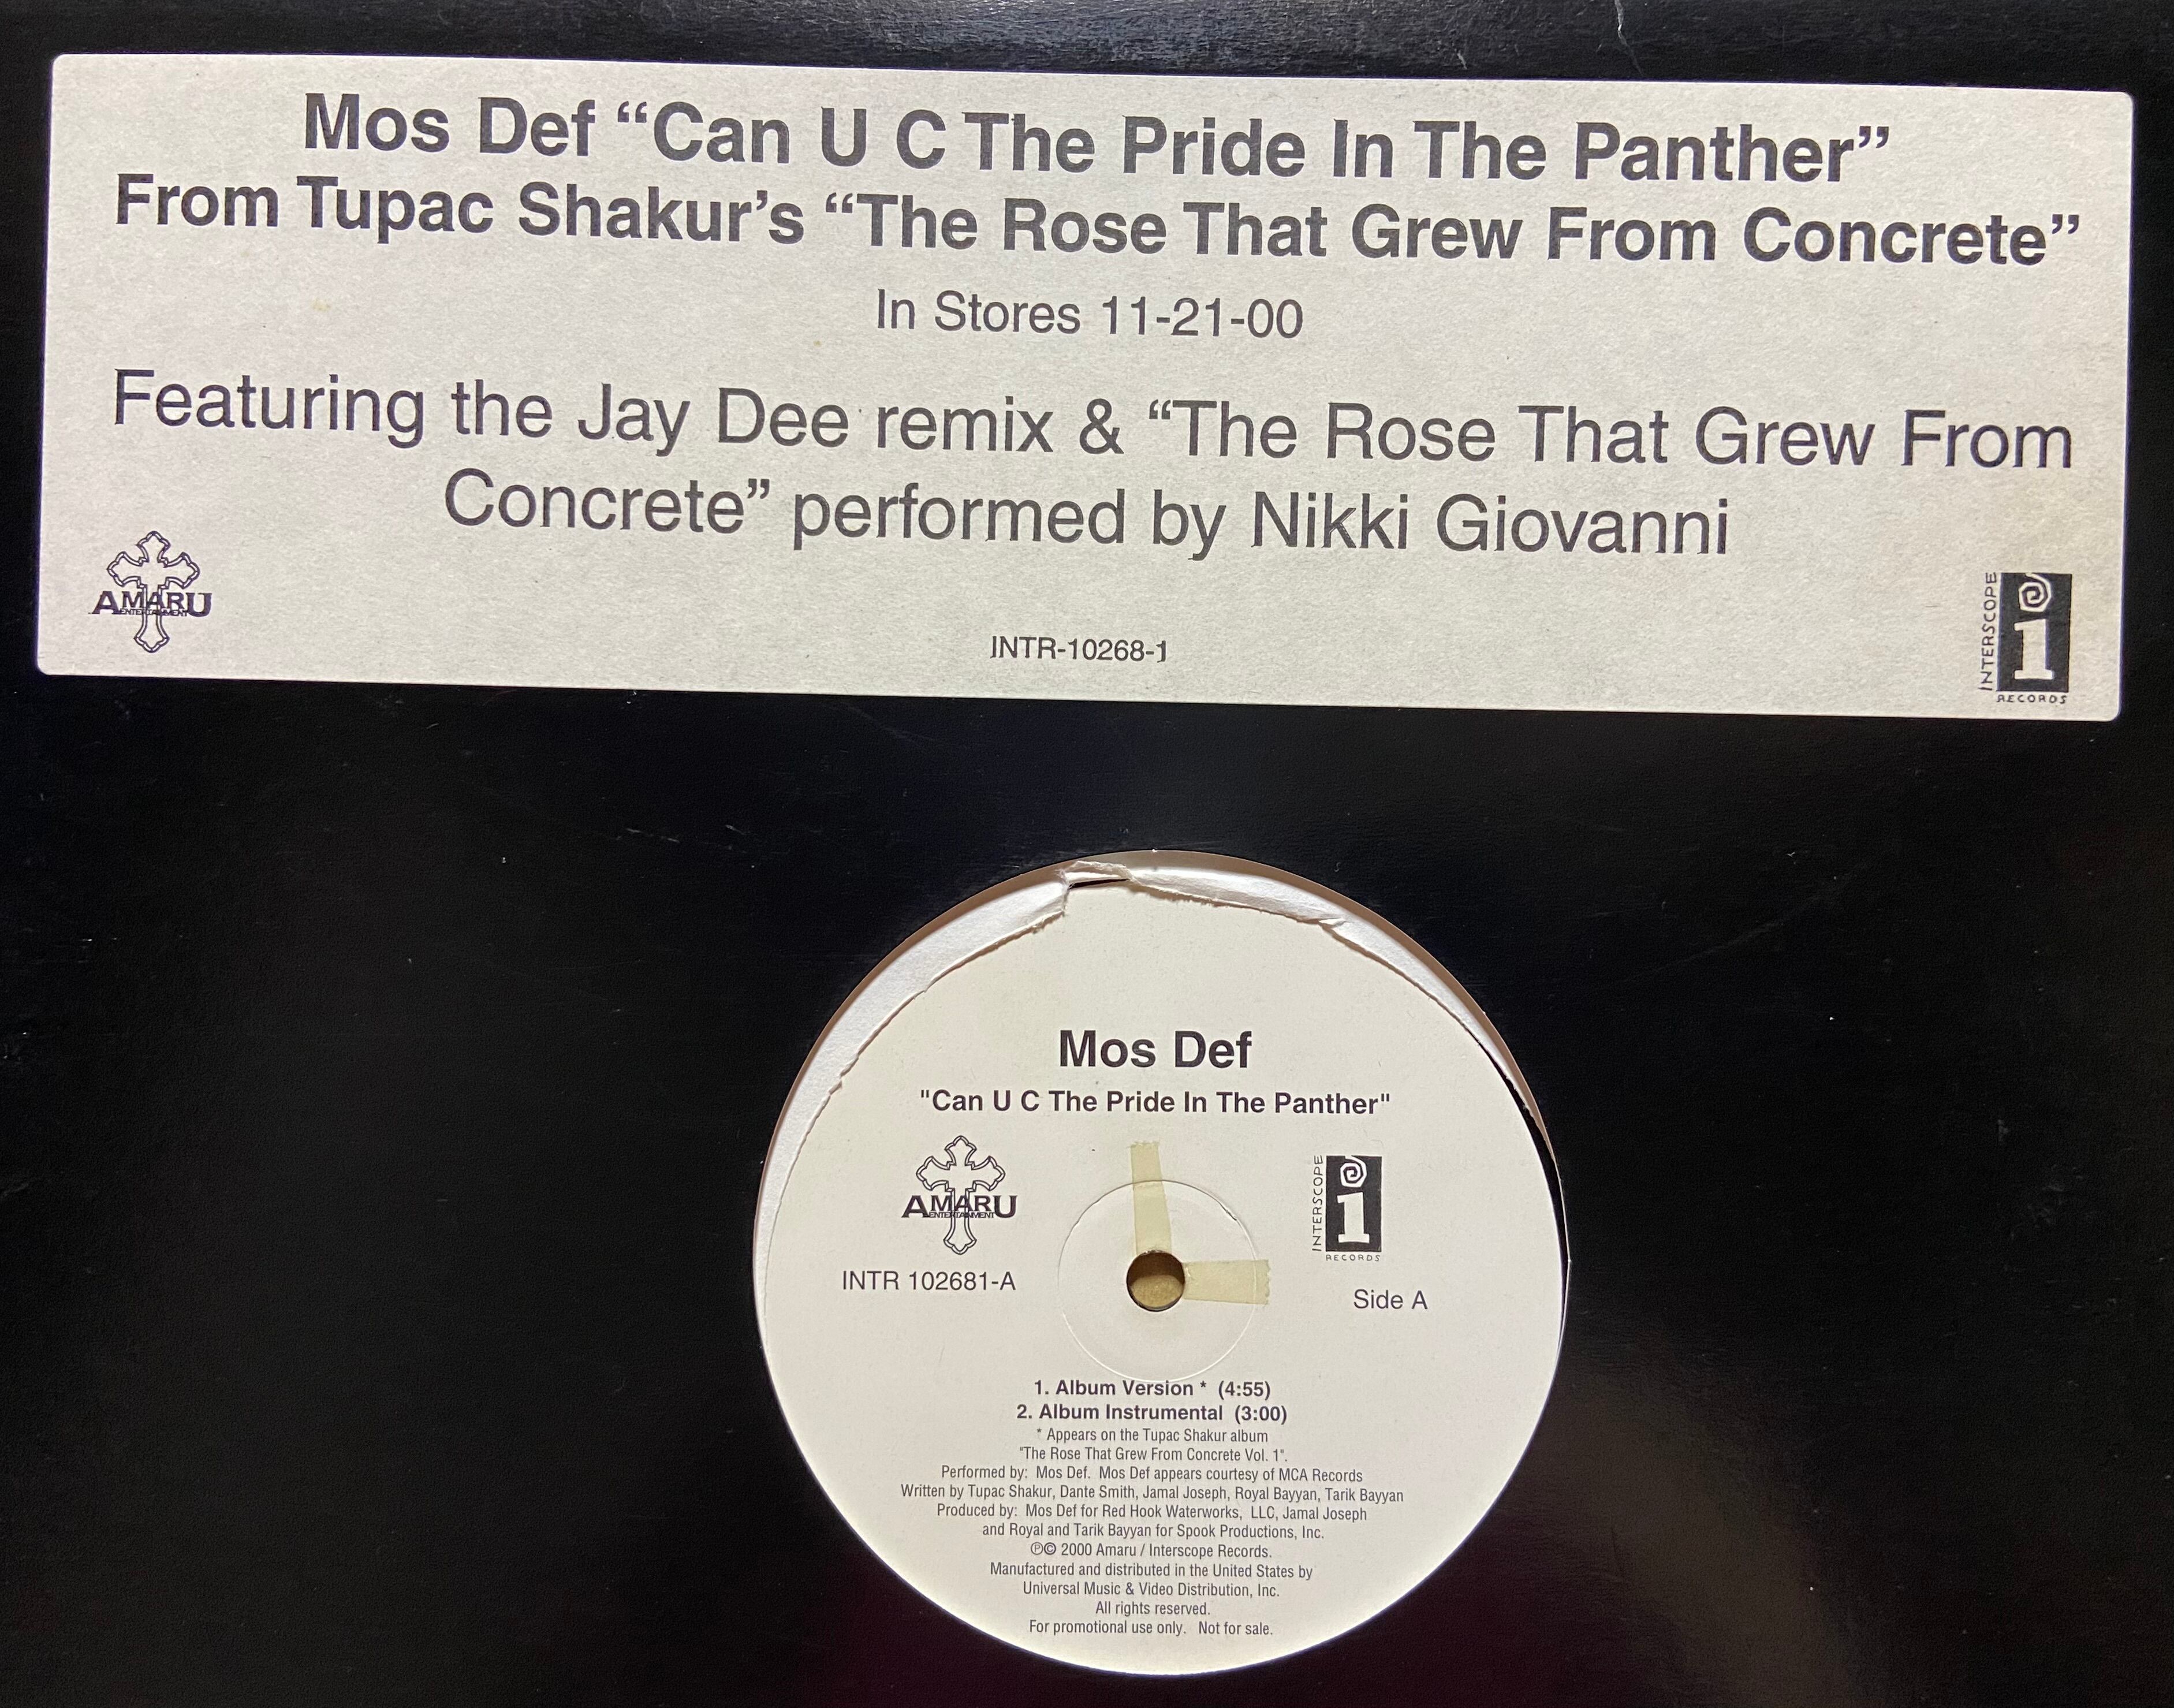 Mos Def “Can U C The Pride In The Panther”
From Tupac Shakur’s “The Rose That Grew From Concrete”
In Stores 11-21-00
Featuring the Jay Dee remix & “The Rose That Grew From
Concrete” performed by Nikki Giovanni
AMARU
ENTERTAINMENT
INTR-10268-1
INTERSCOPE
RECORDS
Mos Def
"Can U C The Pride In The Panther"
AMARU
ENTERTAINMENT
INTERSCOPE
RECORDS
INTR 102681-A
Side A
1. Album Version * (4:55)
2. Album Instrumental (3:00)
* Appears on the Tupac Shakur album
"The Rose That Grew From Concrete Vol. 1".
Performed by: Mos Def. Mos Def appears courtesy of MCA Records
Written by Tupac Shakur, Dante Smith, Jamal Joseph, Royal Bayyan, Tarik Bayyan
Produced by: Mos Def for Red Hook Waterworks, LLC, Jamal Joseph
and Royal and Tarik Bayyan for Spook Productions, Inc.
℗© 2000 Amaru / Interscope Records.
Manufactured and distributed in the United States by
Universal Music & Video Distribution, Inc.
All rights reserved.
For promotional use only. Not for sale.